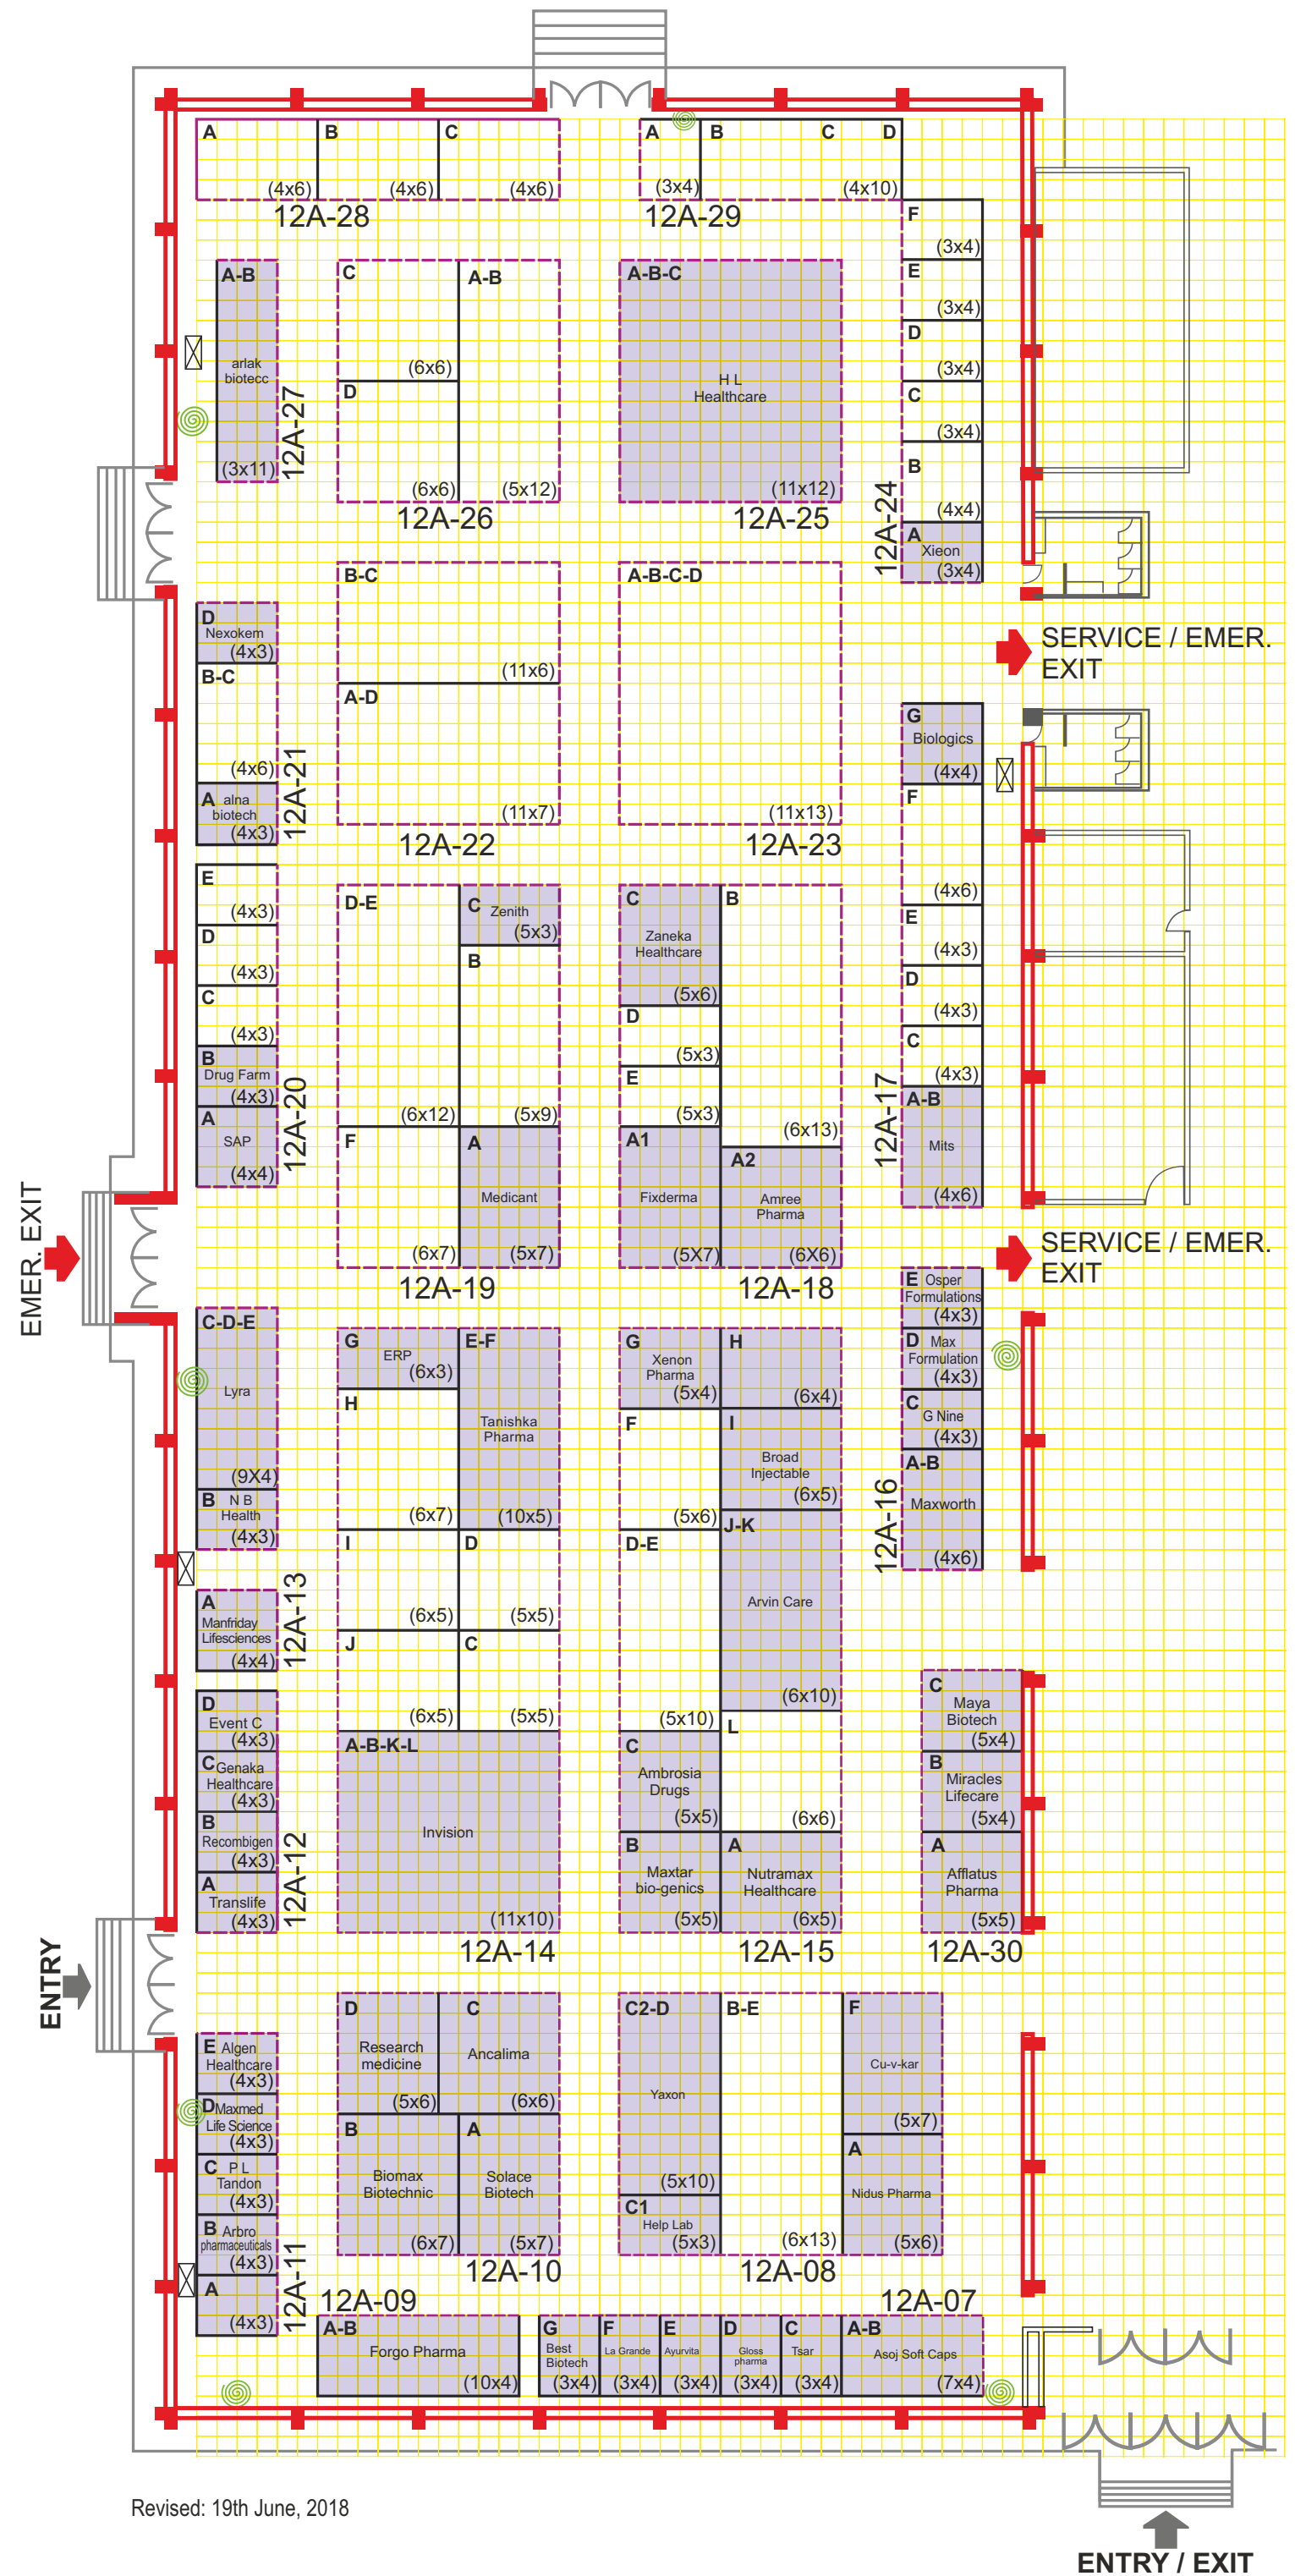 A
B
C
(4x6)
(4x6)
(4x6)
12A-28
A
B
C
D
(3x4)
(4x10)
12A-29
F
(3x4)
E
(3x4)
D
(3x4)
C
(3x4)
B
(4x4)
A
Xieon
(3x4)
12A-24
A-B
arlak
biotecc
(3x11)
12A-27
C
(6x6)
D
(6x6)
A-B
(5x12)
12A-26
A-B-C
H L
Healthcare
(11x12)
12A-25
SERVICE / EMER.
EXIT
D
Nexokem
(4x3)
B-C
(4x6)
A alna
biotech
(4x3)
12A-21
B-C
(11x6)
A-D
(11x7)
12A-22
A-B-C-D
(11x13)
12A-23
G
Biologics
(4x4)
F
(4x6)
E
(4x3)
D
(4x3)
C
(4x3)
A-B
Mits
(4x6)
12A-17
E
(4x3)
D
(4x3)
C
(4x3)
B
Drug Farm
(4x3)
A
SAP
(4x4)
12A-20
D-E
(6x12)
C Zenith
(5x3)
B
(5x9)
F
(6x7)
A
Medicant
(5x7)
12A-19
C
Zaneka
Healthcare
(5x6)
D
(5x3)
E
(5x3)
A1
Fixderma
(5X7)
B
(6x13)
A2
Amree
Pharma
(6X6)
12A-18
EMER. EXIT
SERVICE / EMER.
EXIT
C-D-E
Lyra
(9X4)
B N B
Health
(4x3)
A
Manfriday
Lifesciences
(4x4)
12A-13
G
ERP
(6x3)
E-F
Tanishka
Pharma
(10x5)
H
(6x7)
I
(6x5)
D
(5x5)
J
(6x5)
C
(5x5)
A-B-K-L
Invision
(11x10)
12A-14
G
Xenon
Pharma
(5x4)
H
(6x4)
F
(5x6)
I
Broad
Injectable
(6x5)
D-E
(5x10)
J-K
Arvin Care
(6x10)
C
Ambrosia
Drugs
(5x5)
L
(6x6)
B
Maxtar
bio-genics
(5x5)
A
Nutramax
Healthcare
(6x5)
12A-15
E Osper
Formulations
(4x3)
D Max
Formulation
(4x3)
C
G Nine
(4x3)
A-B
Maxworth
(4x6)
12A-16
C
Maya
Biotech
(5x4)
B
Miracles
Lifecare
(5x4)
A
Afflatus
Pharma
(5x5)
12A-30
D
Event C
(4x3)
C Genaka
Healthcare
(4x3)
B
Recombigen
(4x3)
A
Translife
(4x3)
12A-12
ENTRY
E Algen
Healthcare
(4x3)
D Maxmed
Life Science
(4x3)
C P L
Tandon
(4x3)
B Arbro
pharmaceuticals
(4x3)
A
(4x3)
12A-11
D
Research
medicine
(5x6)
C
Ancalima
(6x6)
B
Biomax
Biotechnic
(6x7)
A
Solace
Biotech
(5x7)
12A-10
C2-D
Yaxon
(5x10)
C1
Help Lab
(5x3)
B-E
(6x13)
F
Cu-v-kar
(5x7)
A
Nidus Pharma
(5x6)
12A-08
12A-09
A-B
Forgo Pharma
(10x4)
12A-07
G
Best
Biotech
(3x4)
F
La Grande
(3x4)
E
Ayurvita
(3x4)
D
Gloss
pharma
(3x4)
C
Tsar
(3x4)
A-B
Asoj Soft Caps
(7x4)
Revised: 19th June, 2018
ENTRY / EXIT